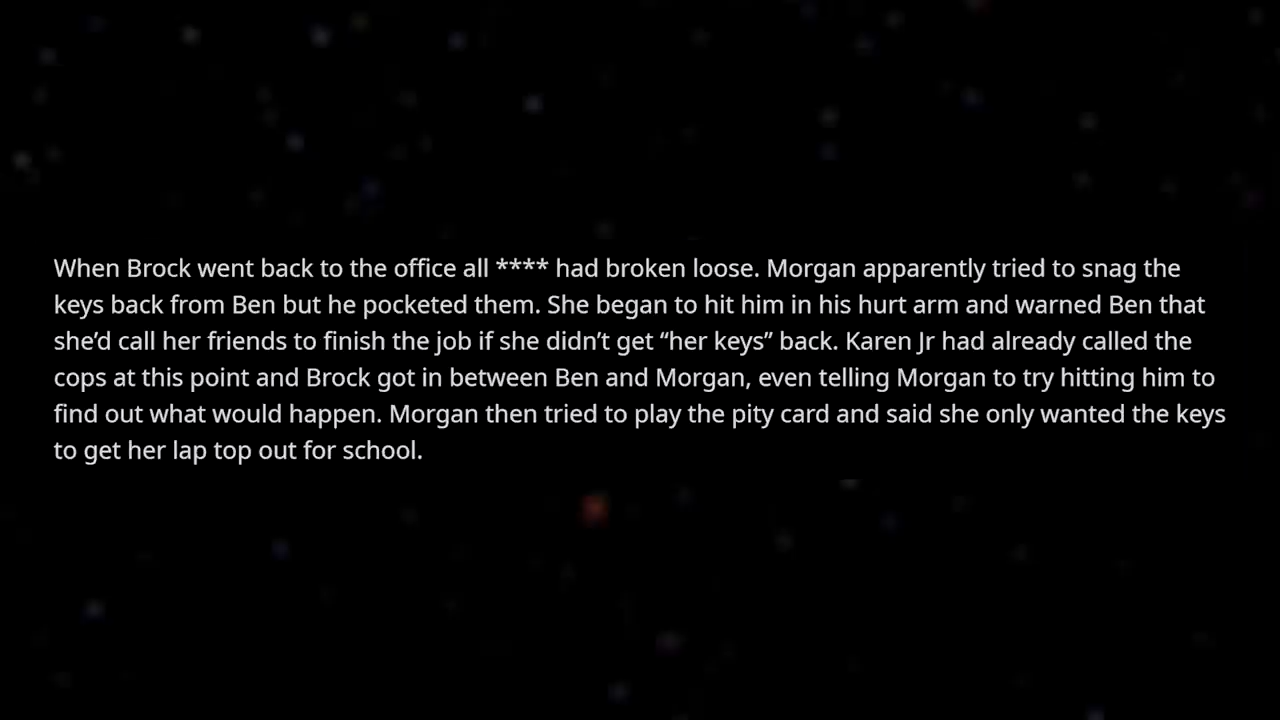 When Brock went back to the office all **** had broken loose. Morgan apparently tried to snag the
keys back from Ben but he pocketed them. She began to hit him in his hurt arm and warned Ben that
she’d call her friends to finish the job if she didn’t get “her keys” back. Karen Jr had already called the
cops at this point and Brock got in between Ben and Morgan, even telling Morgan to try hitting him to
find out what would happen. Morgan then tried to play the pity card and said she only wanted the keys
to get her lap top out for school.